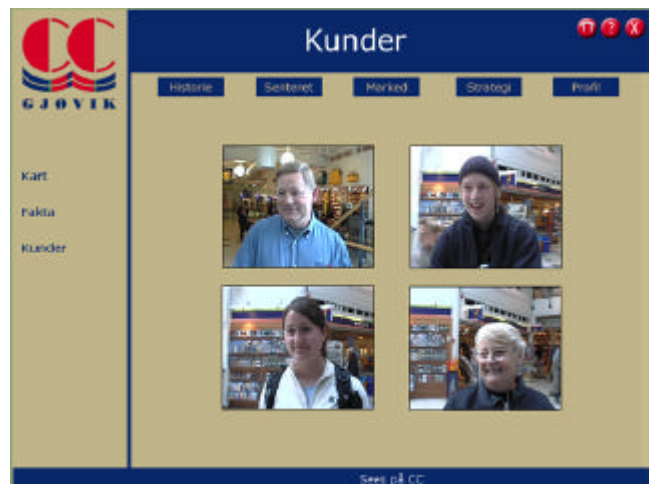 CC
GJØVIK
Kunder
π ? X
Historie
Senteret
Marked
Strategi
Profil
Kart
Fakta
Kunder
Sees på CC